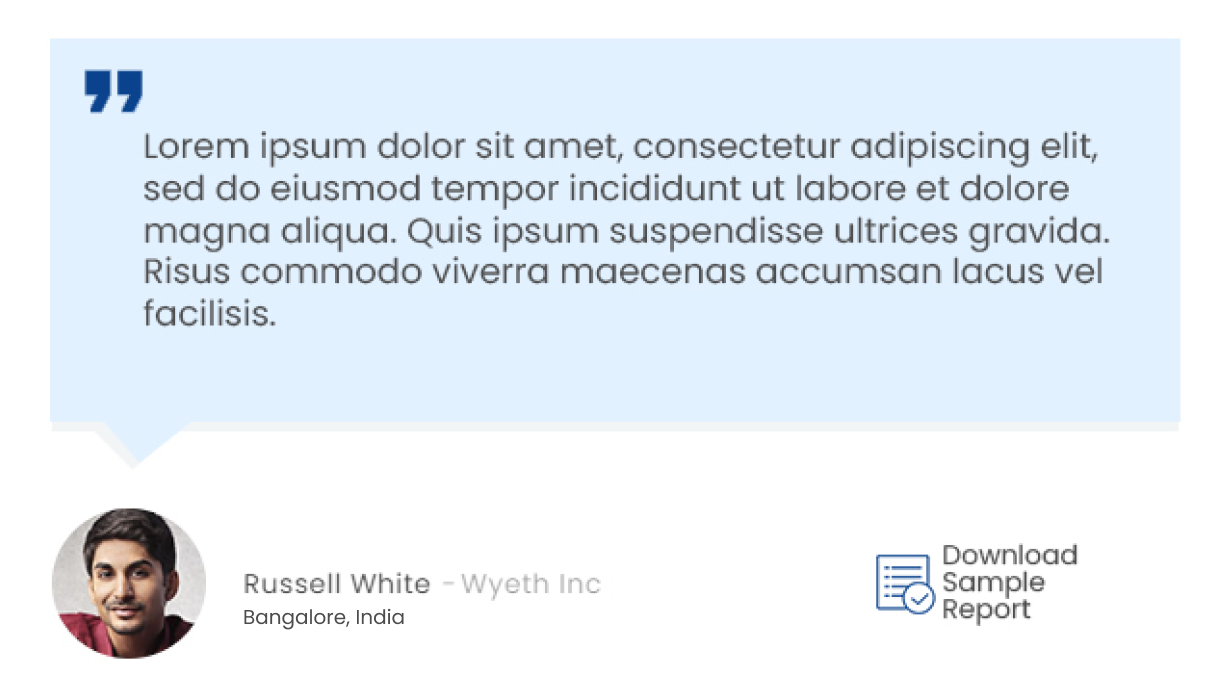 Lorem ipsum dolor sit amet, consectetur adipiscing elit,
sed do eiusmod tempor incididunt ut labore et dolore
magna aliqua. Quis ipsum suspendisse ultrices gravida.
Risus commodo viverra maecenas accumsan lacus vel
facilisis.
Russell White - Wyeth Inc
Bangalore, India
Download
Sample
Report